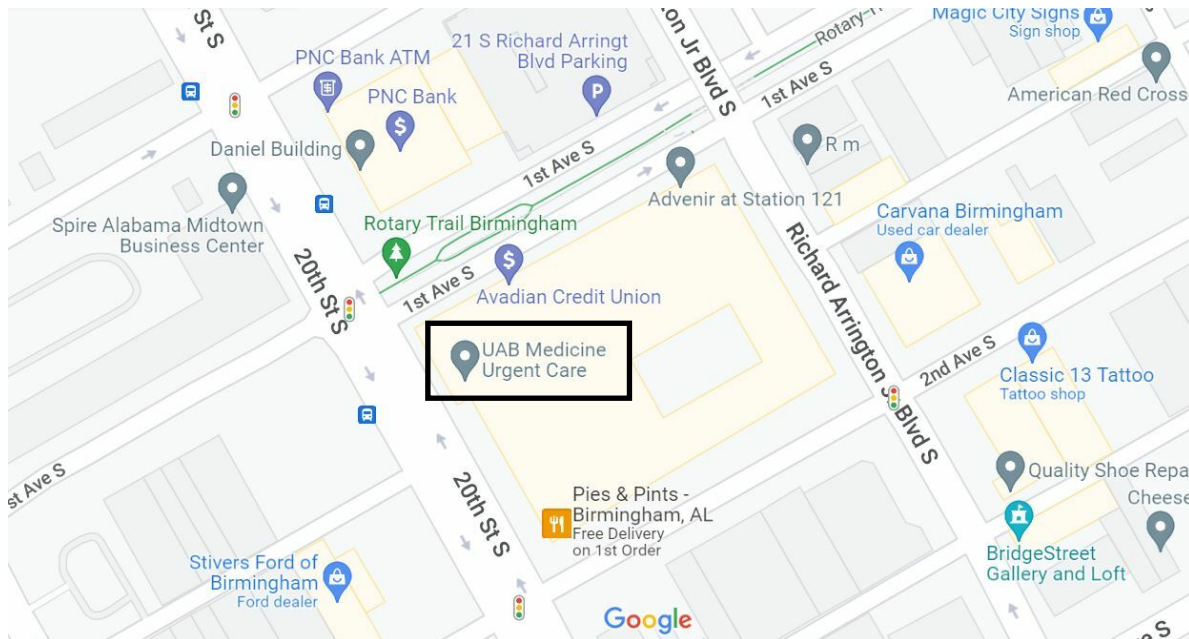 St S
PNC Bank ATM
PNC Bank
21 S Richard Arringt
Blvd Parking
on Jr Blvd S
Rotary-
Magic City Signs
Sign shop
1st Ave S
American Red Cross
R m
Daniel Building
1st Ave S
Advenir at Station 121
Spire Alabama Midtown
Business Center
Rotary Trail Birmingham
Carvana Birmingham
Used car dealer
20th St S
1st Ave S
Avadian Credit Union
Richard Arrington Jr Blvd S
UAB Medicine
Urgent Care
2nd Ave S
Classic 13 Tattoo
Tattoo shop
st Ave S
20th St S
Pies & Pints -
Birmingham, AL
Free Delivery
on 1st Order
Quality Shoe Repa
Cheese
BridgeStreet
Gallery and Loft
Stivers Ford of
Birmingham
Ford dealer
Google
e S